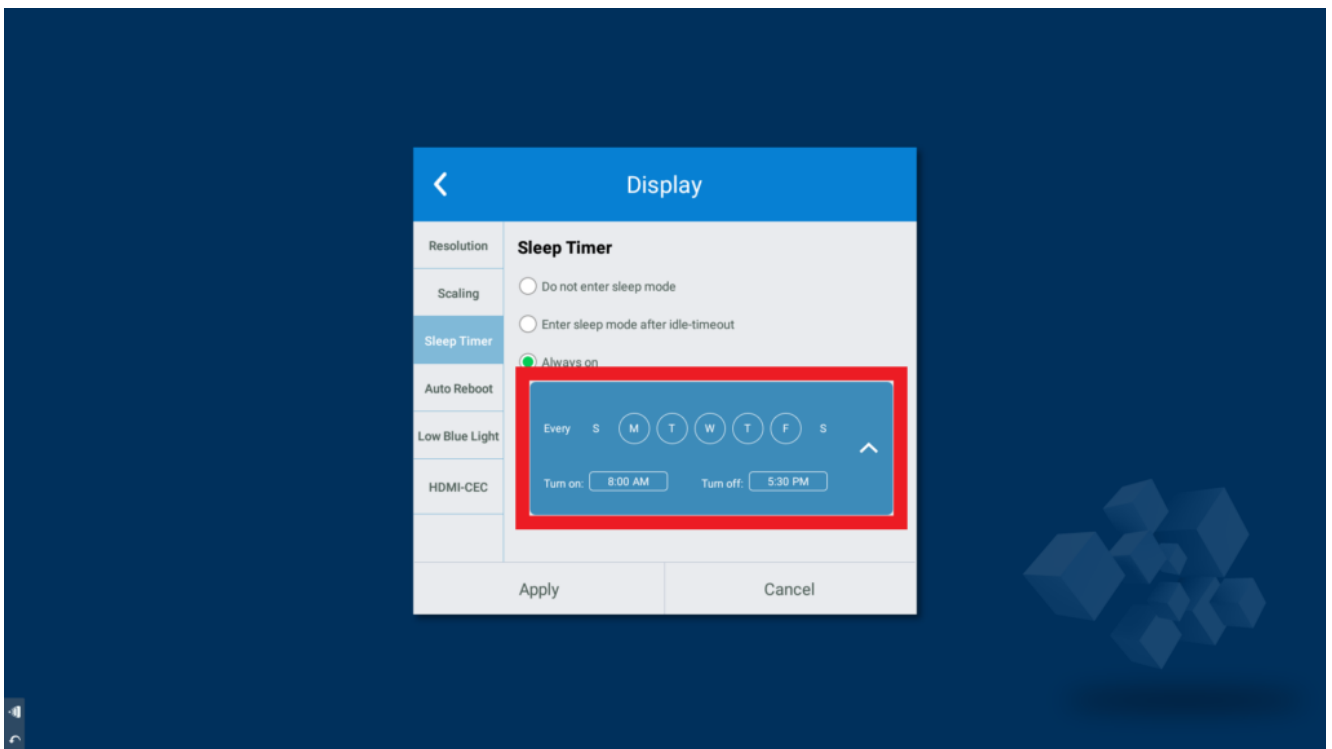 Display
Resolution
Scaling
Sleep Timer
Auto Reboot
Low Blue Light
HDMI-CEC
Sleep Timer
Do not enter sleep mode
Enter sleep mode after idle-timeout
Always on
Every S M T W T F S
Turn on: 8:00 AM Turn off: 5:30 PM
Apply Cancel